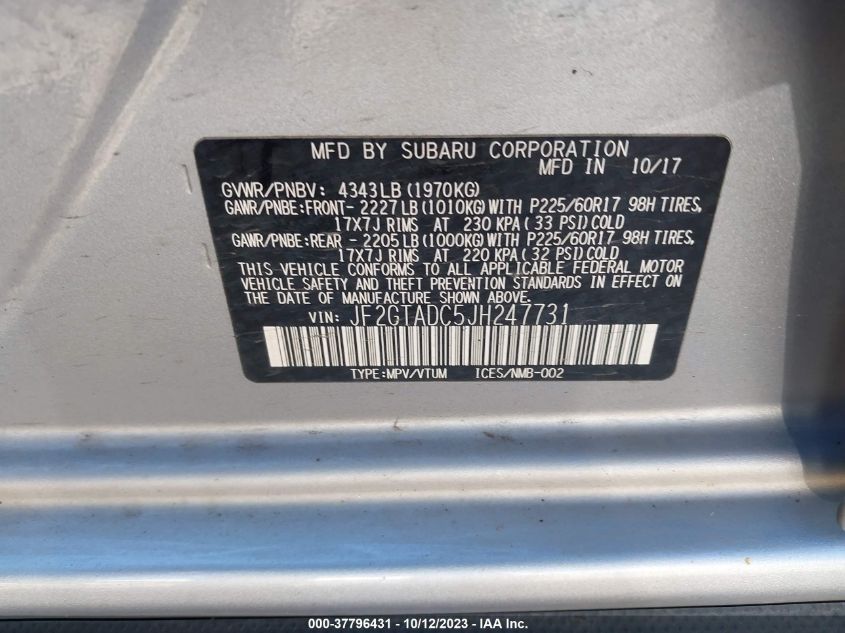 MFD BY SUBARU CORPORATION
MFD IN 10/17
GVWR/PNBV: 4343LB(1970KG)
GAWR/PNBE:FRONT- 2227LB(1010KG)WITH P225/60R17 98H TIRES,
17X7J RIMS AT 230 KPA(33 PSI)COLD
GAWR/PNBE:REAR - 2205LB(1000KG)WITH P225/60R17 98H TIRES,
17X7J RIMS AT 220 KPA(32 PSI)COLD
THIS VEHICLE CONFORMS TO ALL APPLICABLE FEDERAL MOTOR
VEHICLE SAFETY AND THEFT PREVENTION STANDARDS IN EFFECT ON
THE DATE OF MANUFACTURE SHOWN ABOVE.
VIN: JF2GTADC5JH247731
TYPE:MPV/VTUM ICES/NMB-002
000-37796431 - 10/12/2023 - IAA Inc.